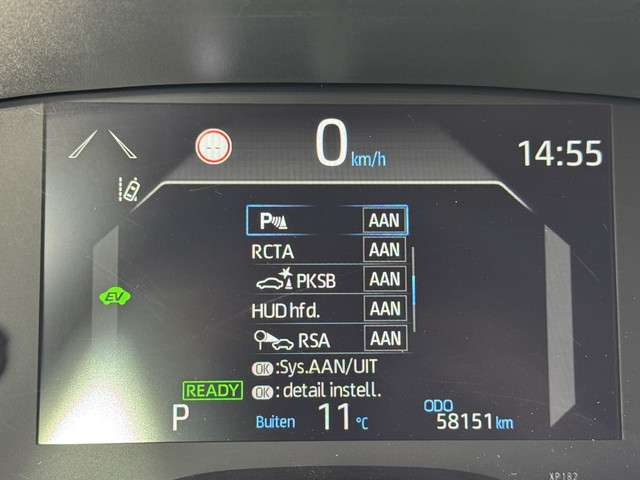 0 km/h
14:55
P AAN
RCTA AAN
PKSB AAN
HUD hfd. AAN
RSA AAN
OK :Sys.AAN/UIT
OK : detail instell.
EV
READY
P Buiten 11 °C
ODO
58151 km
XP182